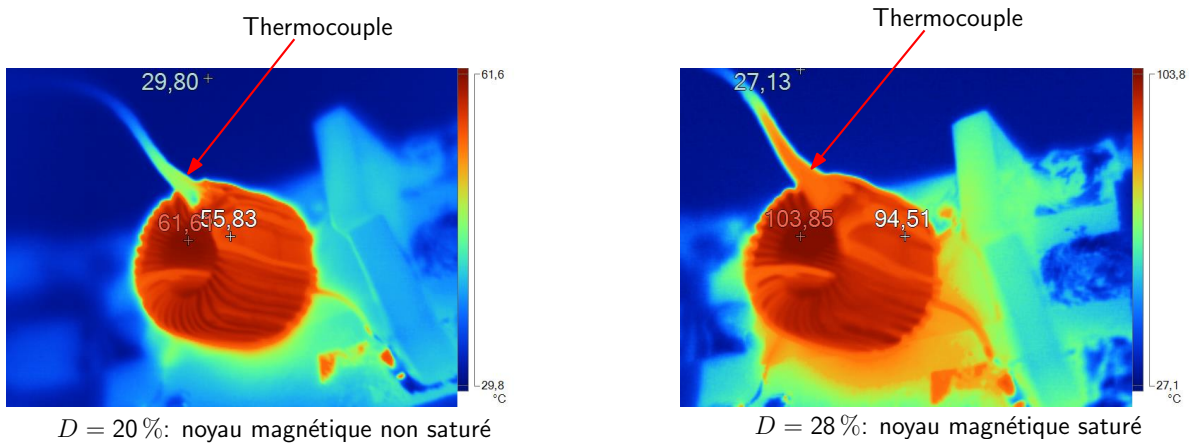 Thermocouple
29,80
61,6
55,83
61,6
29,8
°C
D = 20 %: noyau magnétique non saturé
Thermocouple
27,13
103,85
94,51
103,8
27,1
°C
D = 28 %: noyau magnétique saturé